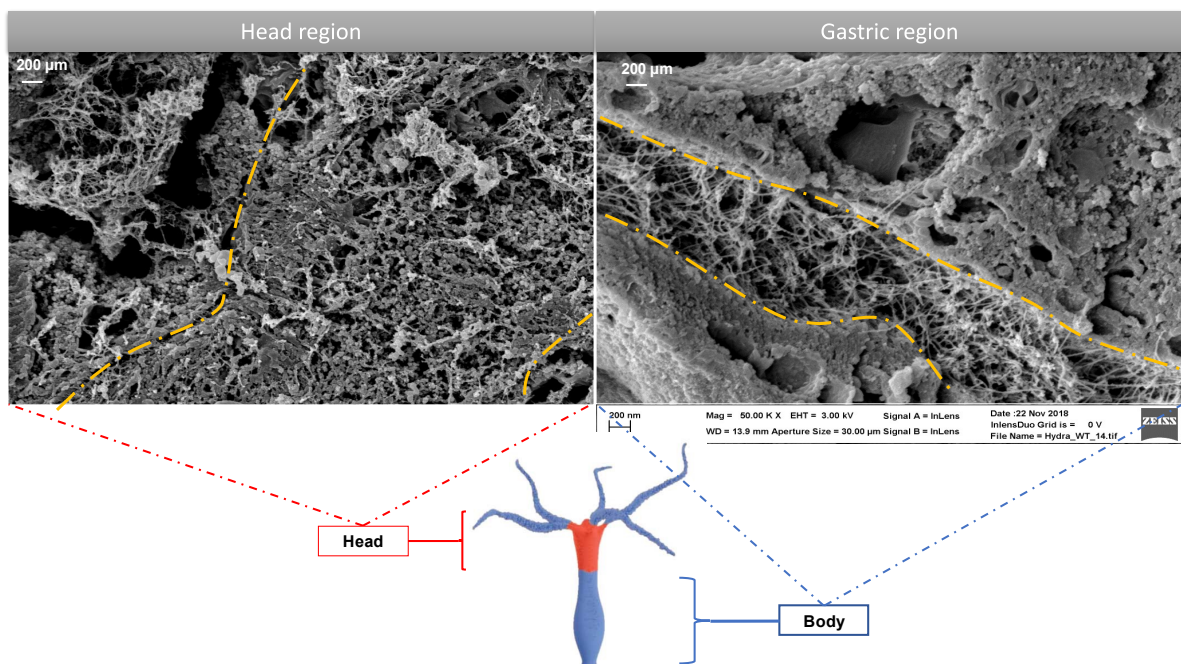 Head region
Gastric region
200 μm
200 μm
200 nm
Mag = 50.00 K X EHT = 3.00 kV Signal A = InLens Date :22 Nov 2018
WD = 13.9 mm Aperture Size = 30.00 μm Signal B = InLens InlensDuo Grid is = 0 V
File Name = Hydra_WT_14.tif
ZEISS
Head
Body